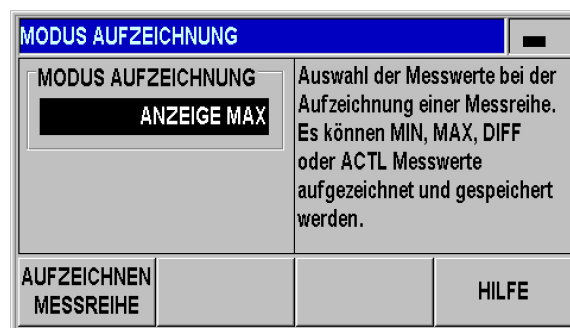 MODUS AUFZEICHNUNG
MODUS AUFZEICHNUNG
ANZEIGE MAX
Auswahl der Messwerte bei der
Aufzeichnung einer Messreihe.
Es können MIN, MAX, DIFF
oder ACTL Messwerte
aufgezeichnet und gespeichert
werden.
AUFZEICHNEN
MESSREIHE
HILFE